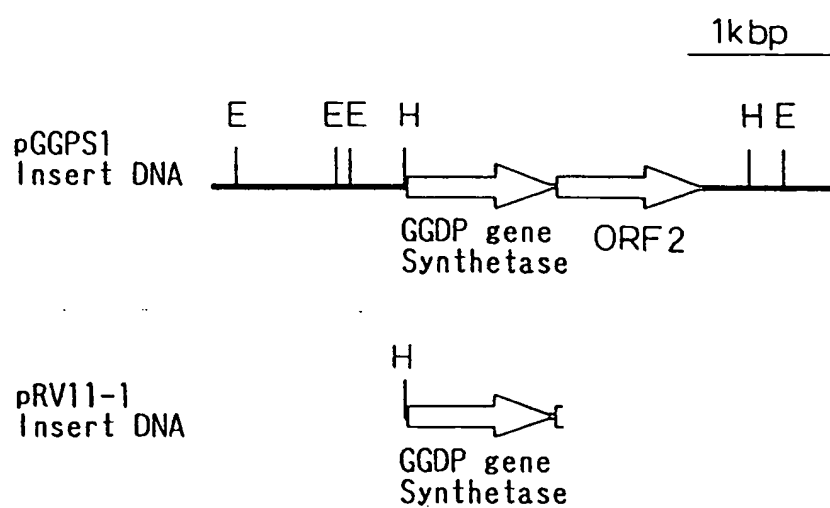 1kbp
E EE H H E
pGGPS1
Insert DNA
GGDP gene
Synthetase
ORF2
H
pRV11-1
Insert DNA
GGDP gene
Synthetase